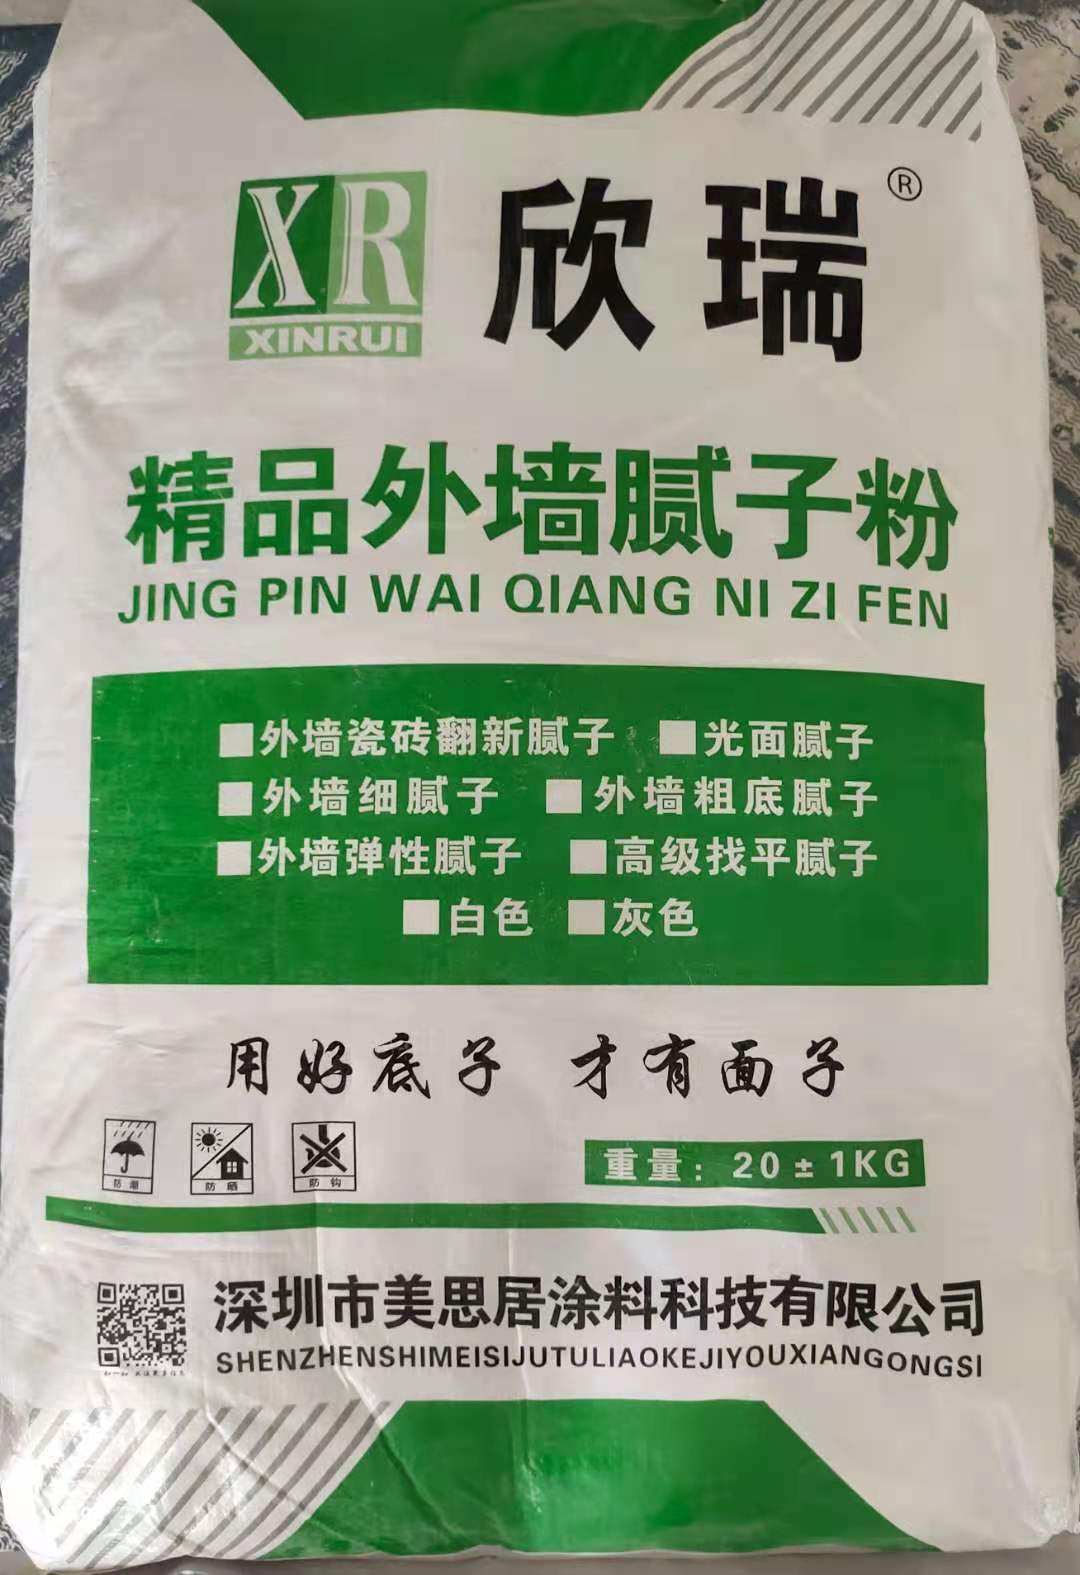 XR
XINRUI
欣瑞®
精品外墙腻子粉
JING PIN WAI QIANG NI ZI FEN
■外墙瓷砖翻新腻子 ■光面腻子
■外墙细腻子 ■外墙粗底腻子
■外墙弹性腻子 ■高级找平腻子
■白色 ■灰色
用好底子 才有面子
防潮 防晒 防钩
重量：20±1KG
深圳市美思居涂料科技有限公司
SHENZHENSHIMEISIJUTULIAOKEJIYOUXIANGONGSI